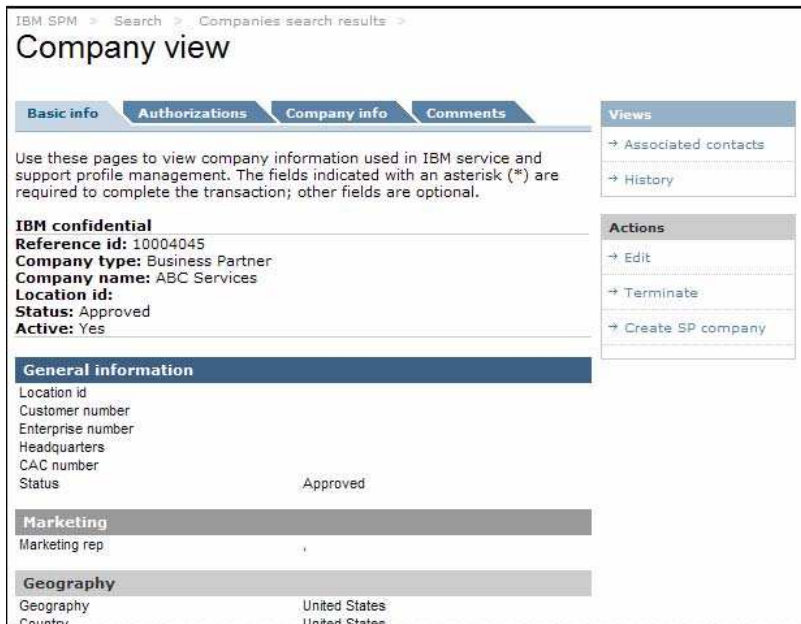 IBM SPM > Search > Companies search results >
Company view
Basic info Authorizations Company info Comments
Use these pages to view company information used in IBM service and
support profile management. The fields indicated with an asterisk (*) are
required to complete the transaction; other fields are optional.
IBM confidential
Reference id: 10004045
Company type: Business Partner
Company name: ABC Services
Location id:
Status: Approved
Active: Yes
General information
Location id
Customer number
Enterprise number
Headquarters
CAC number
Status Approved
Marketing
Marketing rep ,
Geography
Geography United States
Country United States
Views
→ Associated contacts
→ History
Actions
→ Edit
→ Terminate
→ Create SP company